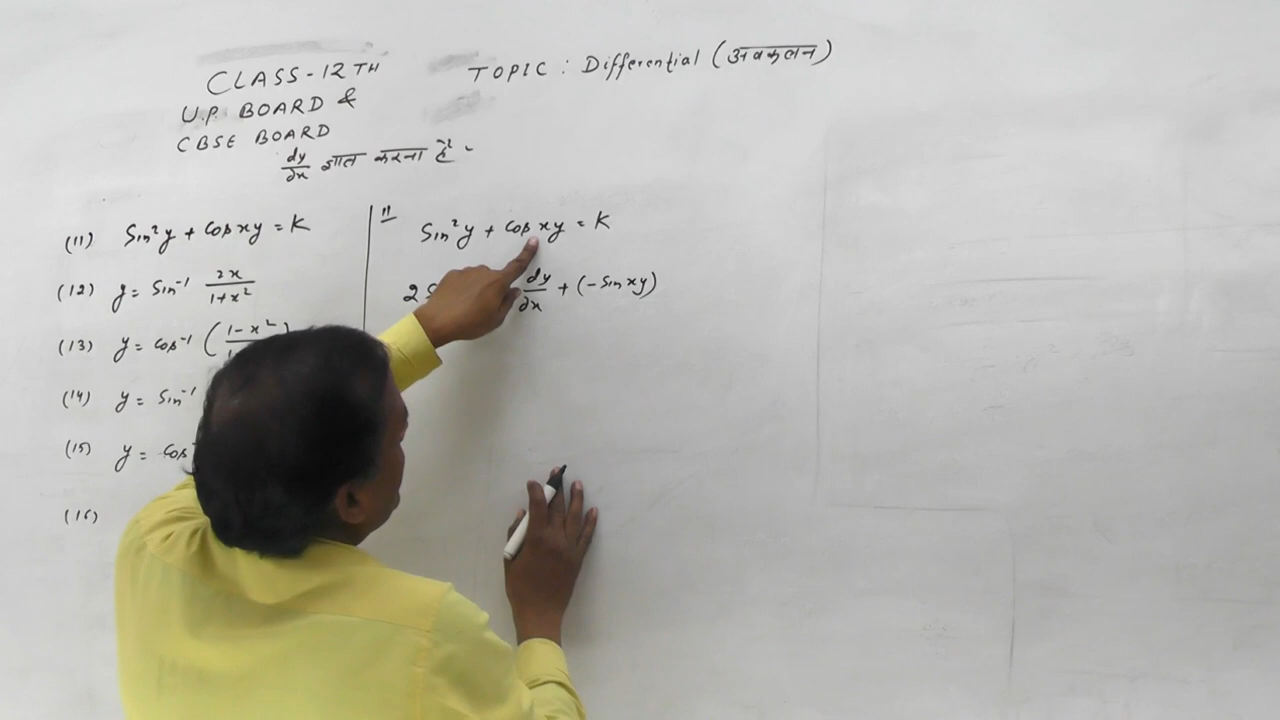 CLASS-12TH
TOPIC : Differential (अवकलन)
U.P. BOARD &
CBSE BOARD
dy/dx ज्ञात करना है -
(11) Sin²y + cos xy = K
(12) y = Sin⁻¹ 2x/1+x²
(13) y = cos⁻¹ (1-x²
(14) y = Sin⁻¹
(15) y = cos
(16)
11 Sin²y + cos xy = K
2 dy/dx + (-Sin xy)